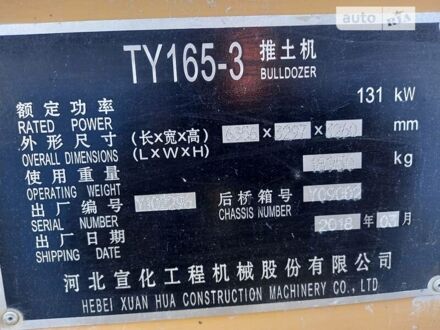 auto RIA
TY165-3 推土机
BULLDOZER
额定功率 131 kW
RATED POWER
外形尺寸 (长×宽×高) × × mm
OVERALL DIMENSIONS (L×W×H)
使用重量 kg
OPERATING WEIGHT
出厂编号 后桥箱号
SERIAL NUMBER CHASSIS NUMBER
出厂日期 2018 年 03 月
SHIPPING DATE
河北宣化工程机械股份有限公司
HEBEI XUAN HUA CONSTRUCTION MACHINERY CO., LTD